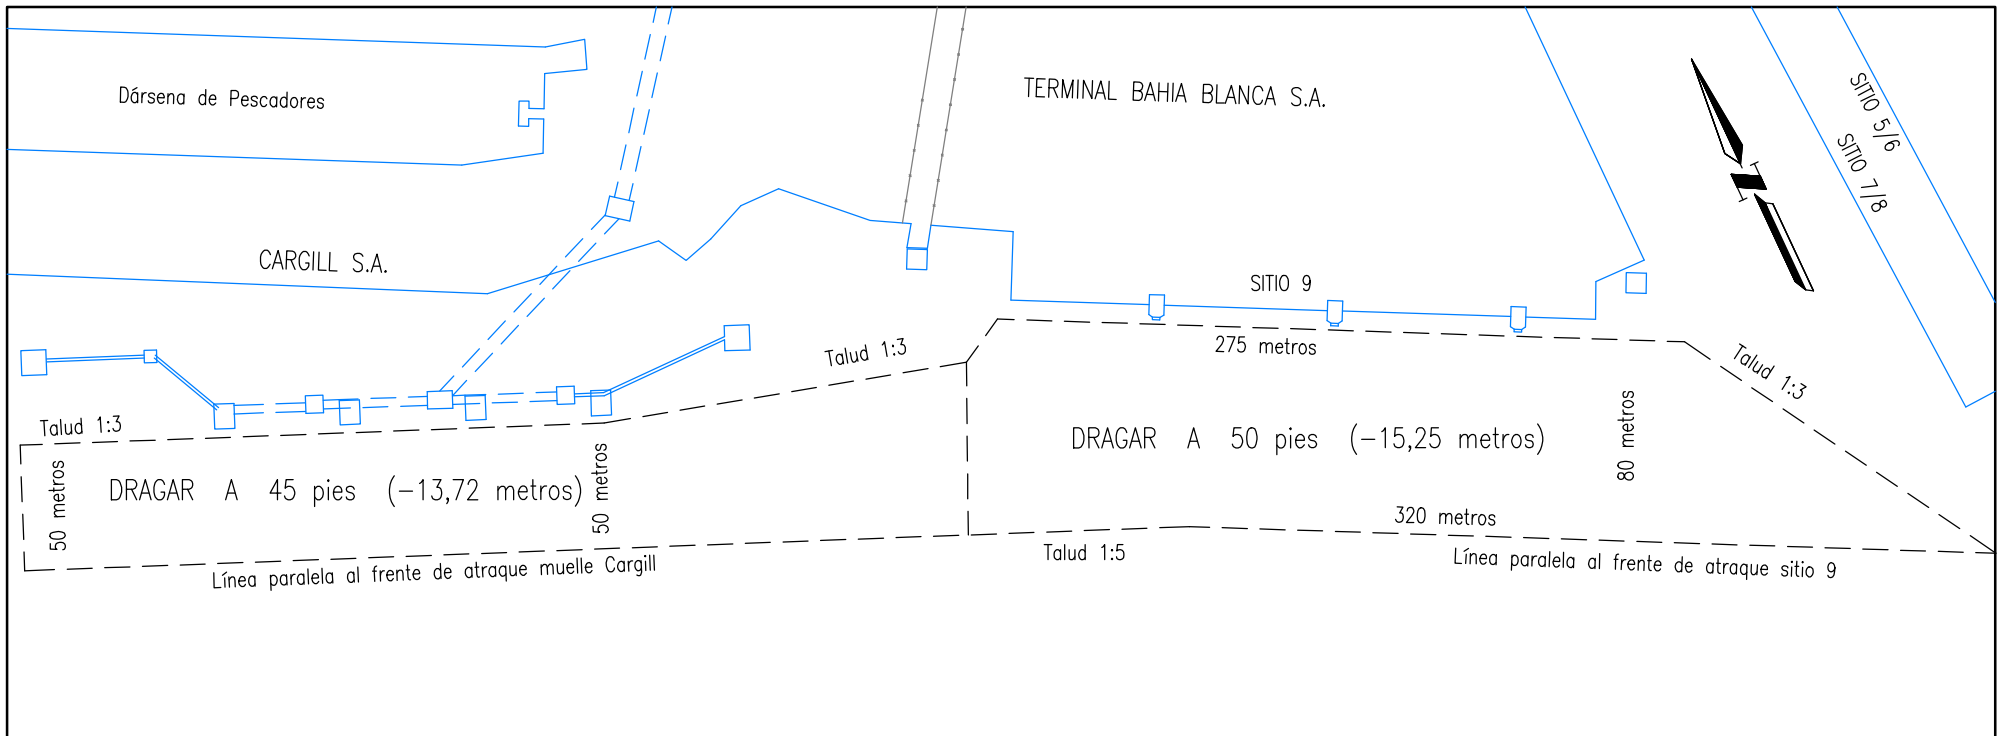 Dársena de Pescadores
TERMINAL BAHIA BLANCA S.A.
SITIO 5/6
SITIO 7/8
CARGILL S.A.
SITIO 9
275 metros
Talud 1:3
Talud 1:3
Talud 1:3
50 metros
DRAGAR A 45 pies (-13,72 metros)
50 metros
DRAGAR A 50 pies (-15,25 metros)
80 metros
320 metros
Talud 1:5
Línea paralela al frente de atraque muelle Cargill
Línea paralela al frente de atraque sitio 9